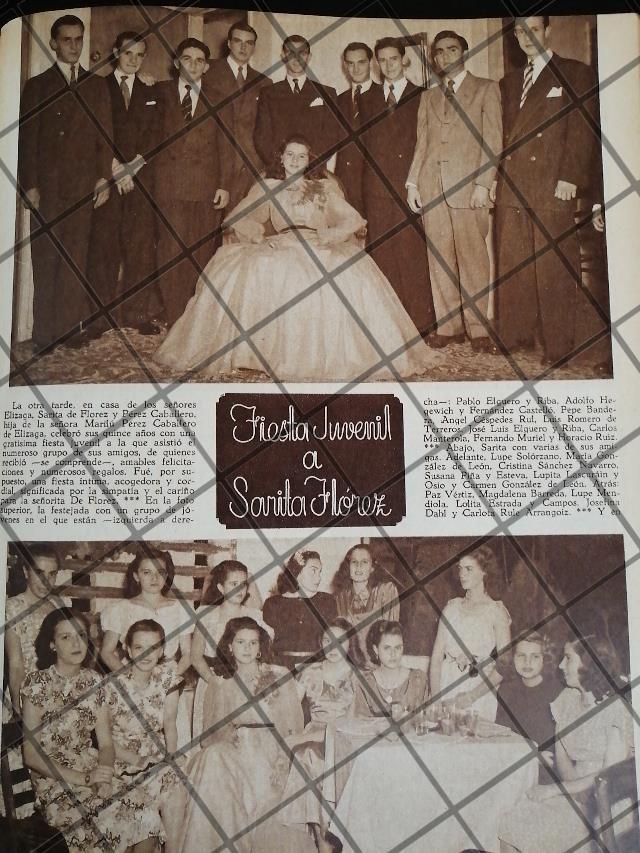 La otra tarde, en casa de los señores
Elízaga, Sarita de Florez y Pérez Caballero,
hija de la señora Marilú Pérez Caballero
de Elízaga, celebró sus quince años con una
gratísima fiesta juvenil a la que asistió el
numeroso grupo de sus amigos, de quienes
recibió —se comprende—, amables felicita-
ciones y numerosos regalos. Fué, por su-
puesto, una fiesta íntima, acogedora y cor-
dial, significada por la simpatía y el cariño
para la señorita De Florez. *** En la foto
superior, la festejada con un grupo de jó-
venes en el que están —izquierda a dere-
Fiesta Juvenil
a
Sarita Flórez
cha—: Pablo Elguero y Riba, Adolfo He-
gewich y Fernández Castelló, Pepe Bande-
ra, Angel Céspedes Rul, Luis Romero de
Terreros, José Luis Elguero y Riba, Carlos
Manterola, Fernando Muriel y Horacio Ruiz.
*** Abajo, Sarita con varias de sus ami-
gas. Adelante, Lupe Solórzano, María Gon-
zález de León, Cristina Sánchez Navarro,
Susana Piña y Esteva, Lupita Lascuráin y
Osio y Carmen González de León. Atrás:
Paz Vértiz, Magdalena Barreda, Lupe Men-
diola, Lolita Estrada y Campos, Josefina
Dahl y Carlota Rule Arrangoiz. *** Y en